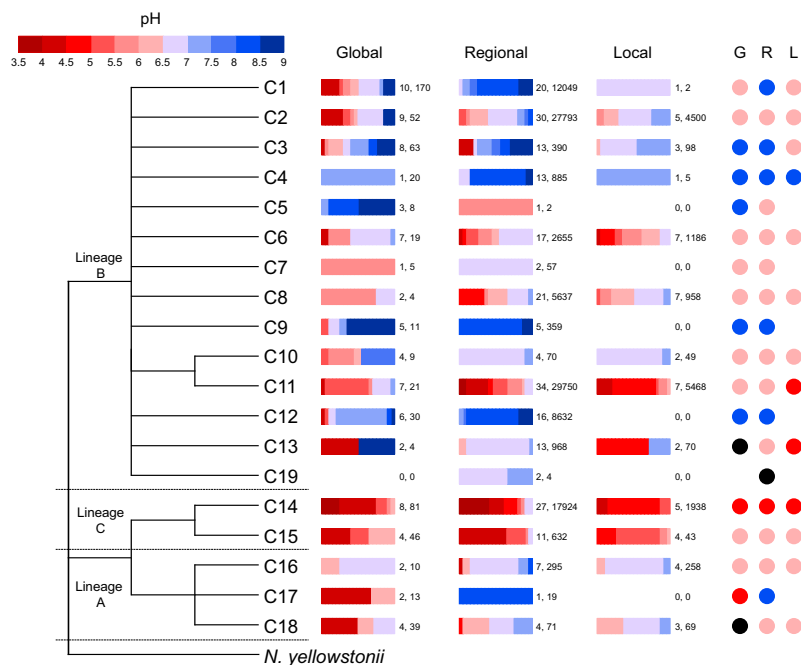 pH
3.5 4.5 5.5 6.5 7.5 8.5 9
4 5 6 7 8
Global Regional Local G R L
C1 10, 170 20, 12049 1, 2
C2 9, 52 30, 27793 5, 4500
C3 8, 63 13, 390 3, 98
C4 1, 20 13, 885 1, 5
C5 3, 8 1, 2 0, 0
C6 7, 19 17, 2655 7, 1186
Lineage
B
C7 1, 5 2, 57 0, 0
C8 2, 4 21, 5637 7, 958
C9 5, 11 5, 359 0, 0
C10 4, 9 4, 70 2, 49
C11 7, 21 34, 29750 7, 5468
C12 6, 30 16, 8632 0, 0
C13 2, 4 13, 968 2, 70
C19 0, 0 2, 4 0, 0
C14 8, 81 27, 17924 5, 1938
Lineage
C
C15 4, 46 11, 632 4, 43
C16 2, 10 7, 295 4, 258
Lineage
A
C17 2, 13 1, 19 0, 0
C18 4, 39 4, 71 3, 69
N. yellowstonii